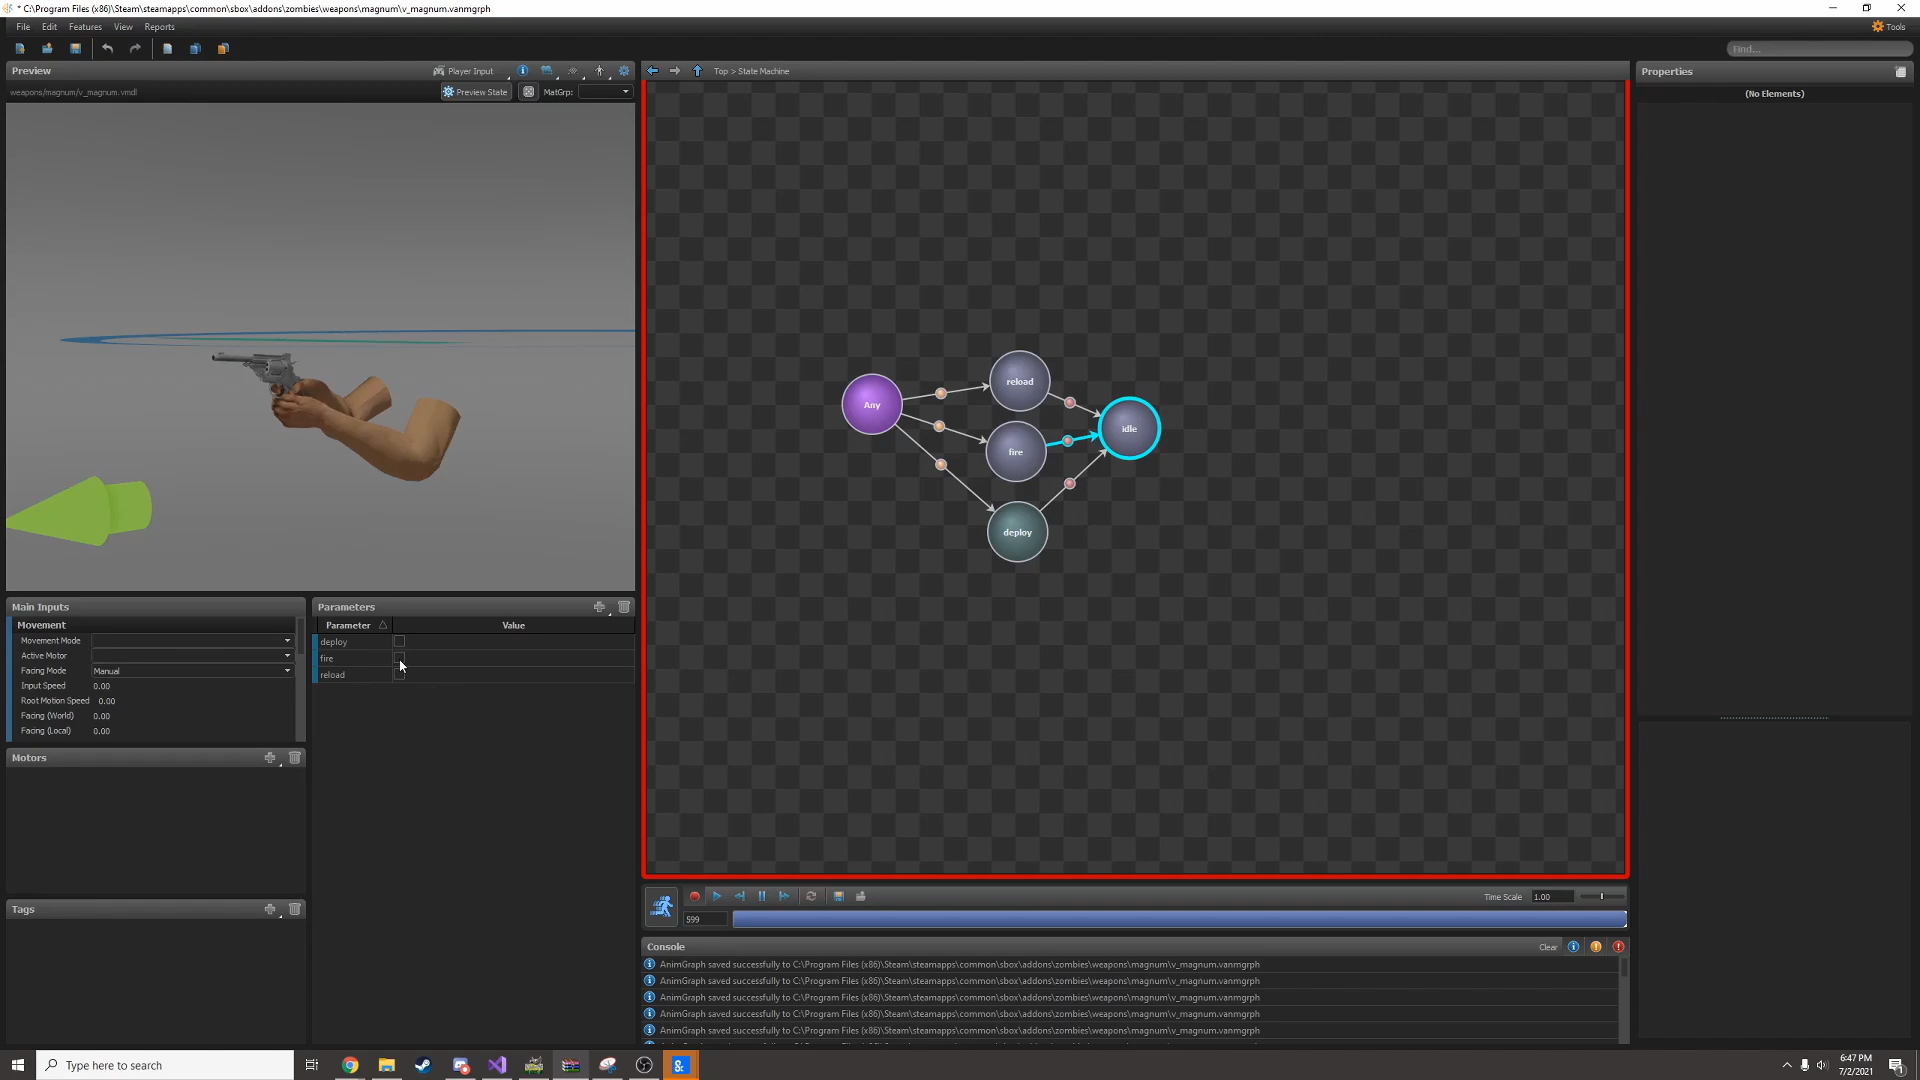 * C:\Program Files (x86)\Steam\steamapps\common\sbox\addons\zombies\weapons\magnum\v_magnum.vanmgrph
File Edit Features View Reports
Tools
Find...
Preview
Player Input
weapons/magnum/v_magnum.vmdl
Preview State
MatGrp:
Top > State Machine
Properties
(No Elements)
Any
reload
fire
deploy
idle
Main Inputs
Movement
Movement Mode
Active Motor
Facing Mode Manual
Input Speed 0.00
Root Motion Speed 0.00
Facing (World) 0.00
Facing (Local) 0.00
Parameters
Parameter Value
deploy
fire
reload
Motors
Tags
Time Scale 1.00
599
Console
Clear
AnimGraph saved successfully to C:\Program Files (x86)\Steam\steamapps\common\sbox\addons\zombies\weapons\magnum\v_magnum.vanmgrph
AnimGraph saved successfully to C:\Program Files (x86)\Steam\steamapps\common\sbox\addons\zombies\weapons\magnum\v_magnum.vanmgrph
AnimGraph saved successfully to C:\Program Files (x86)\Steam\steamapps\common\sbox\addons\zombies\weapons\magnum\v_magnum.vanmgrph
AnimGraph saved successfully to C:\Program Files (x86)\Steam\steamapps\common\sbox\addons\zombies\weapons\magnum\v_magnum.vanmgrph
AnimGraph saved successfully to C:\Program Files (x86)\Steam\steamapps\common\sbox\addons\zombies\weapons\magnum\v_magnum.vanmgrph
Type here to search
6:47 PM
7/2/2021